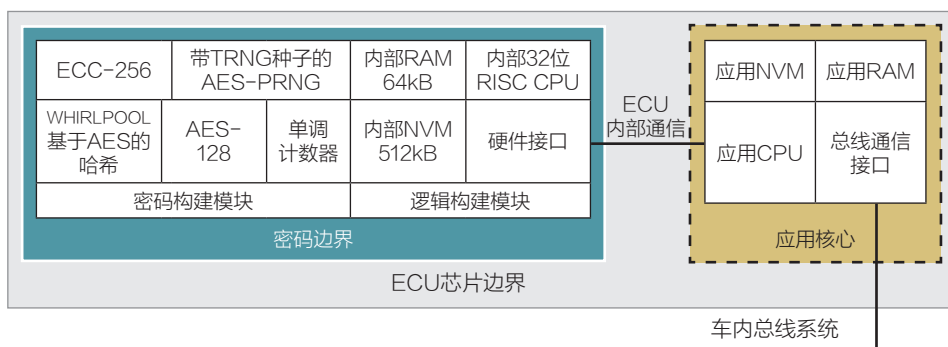 ECC-256
带TRNG种子的
AES-PRNG
内部RAM
64kB
内部32位
RISC CPU
WHIRLPOOL
基于AES的
哈希
AES-
128
单调
计数器
内部NVM
512kB
硬件接口
密码构建模块
逻辑构建模块
密码边界
ECU
内部通信
应用NVM
应用RAM
应用CPU
总线通信
接口
应用核心
ECU芯片边界
车内总线系统